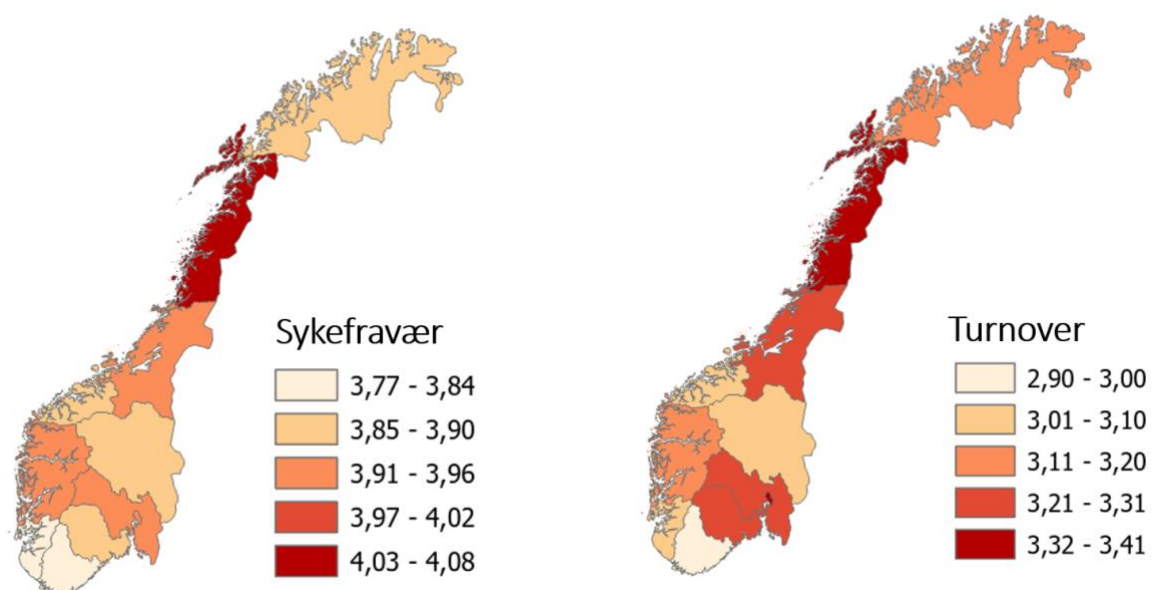 Sykefravær
3,77 - 3,84
3,85 - 3,90
3,91 - 3,96
3,97 - 4,02
4,03 - 4,08
Turnover
2,90 - 3,00
3,01 - 3,10
3,11 - 3,20
3,21 - 3,31
3,32 - 3,41